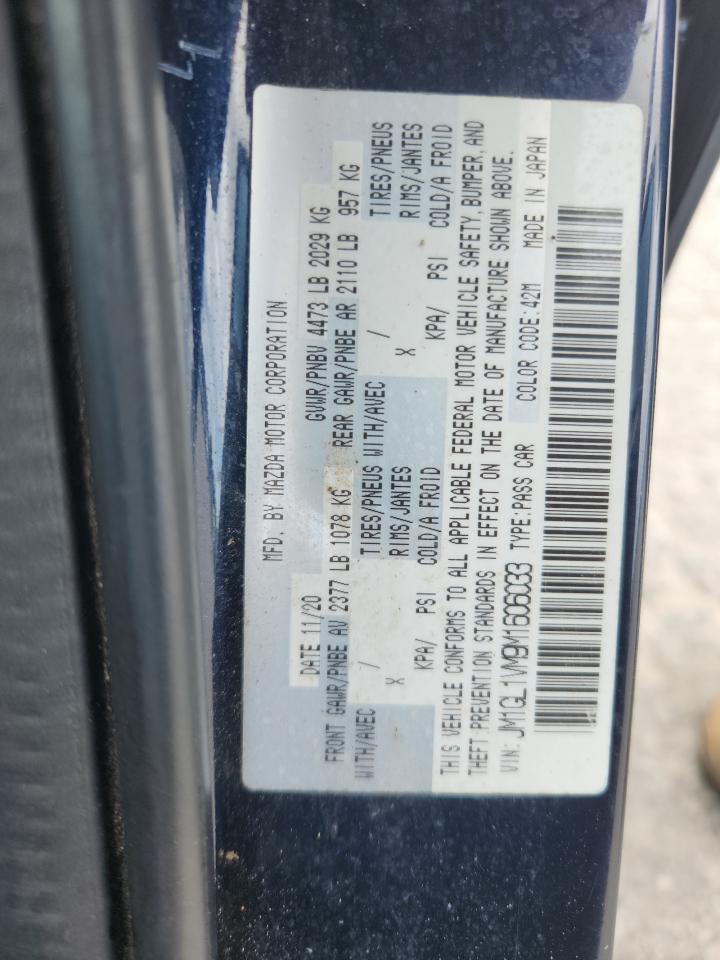 MFD. BY MAZDA MOTOR CORPORATION
DATE 11/20 GVWR/PNBV 4473 LB 2029 KG
FRONT GAWR/PNBE AV 2377 LB 1078 KG REAR GAWR/PNBE AR 2110 LB 957 KG
WITH/AVEC / TIRES/PNEUS WITH/AVEC / TIRES/PNEUS
X RIMS/JANTES X RIMS/JANTES
KPA/ PSI COLD/A FROID KPA/ PSI COLD/A FROID
THIS VEHICLE CONFORMS TO ALL APPLICABLE FEDERAL MOTOR VEHICLE SAFETY, BUMPER, AND
THEFT PREVENTION STANDARDS IN EFFECT ON THE DATE OF MANUFACTURE SHOWN ABOVE.
VIN: JM1GL1VM9M1606033 TYPE:PASS CAR COLOR CODE:42M MADE IN JAPAN